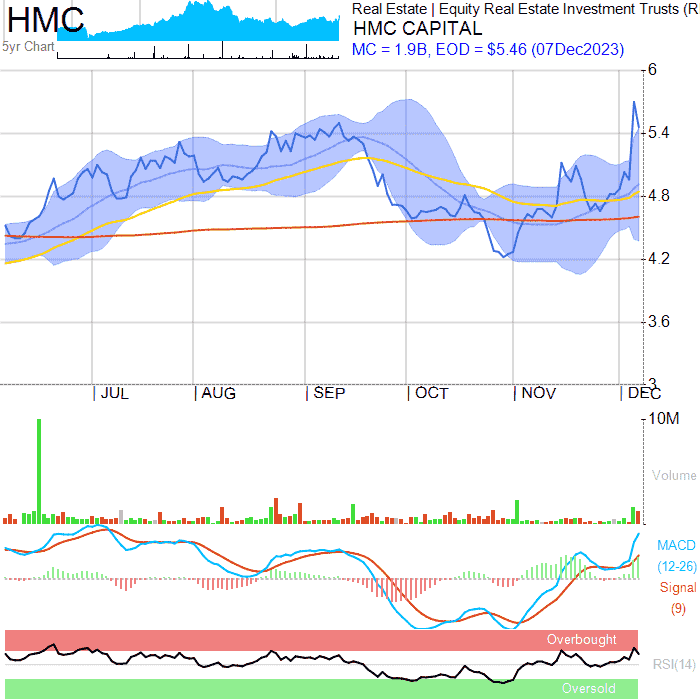 HMC
5yr Chart
Real Estate | Equity Real Estate Investment Trusts (R
HMC CAPITAL
MC = 1.9B, EOD = $5.46 (07Dec2023)
6
5.4
4.8
4.2
3.6
3
JUL AUG SEP OCT NOV DEC
10M
Volume
MACD
(12-26)
Signal
(9)
Overbought
RSI(14)
Oversold